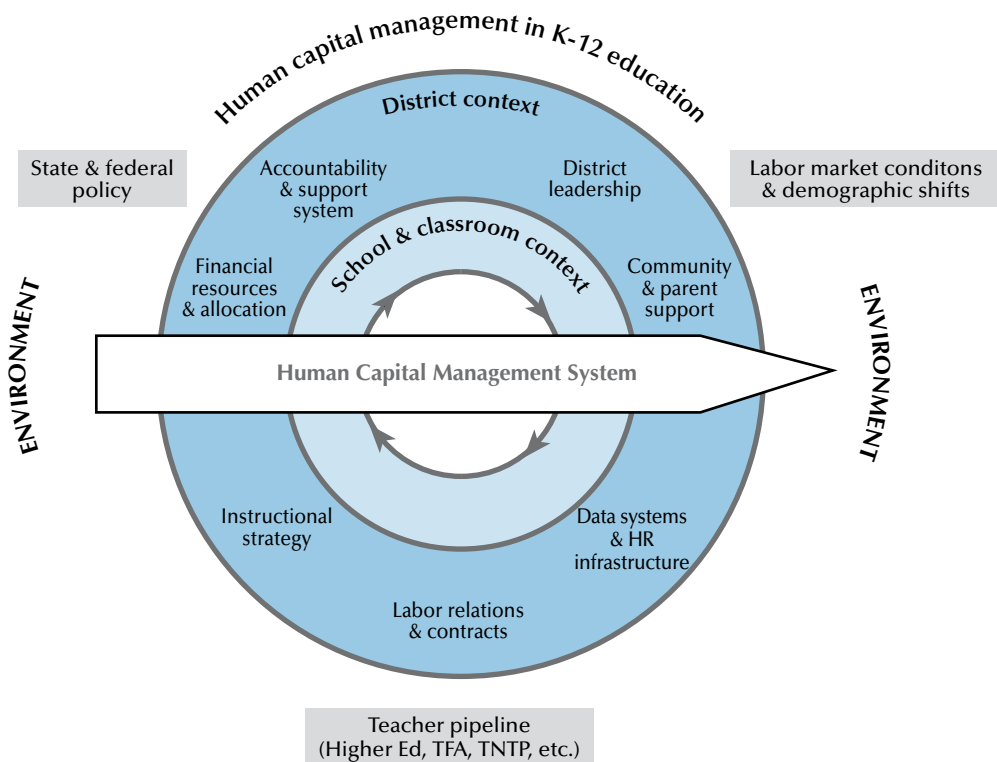 Human capital management in K-12 education
District context
State & federal
policy
Accountability
& support
system
District
leadership
Labor market conditons
& demographic shifts
School & classroom context
Financial
resources
& allocation
Community
& parent
support
ENVIRONMENT
ENVIRONMENT
Human Capital Management System
Instructional
strategy
Data systems
& HR
infrastructure
Labor relations
& contracts
Teacher pipeline
(Higher Ed, TFA, TNTP, etc.)